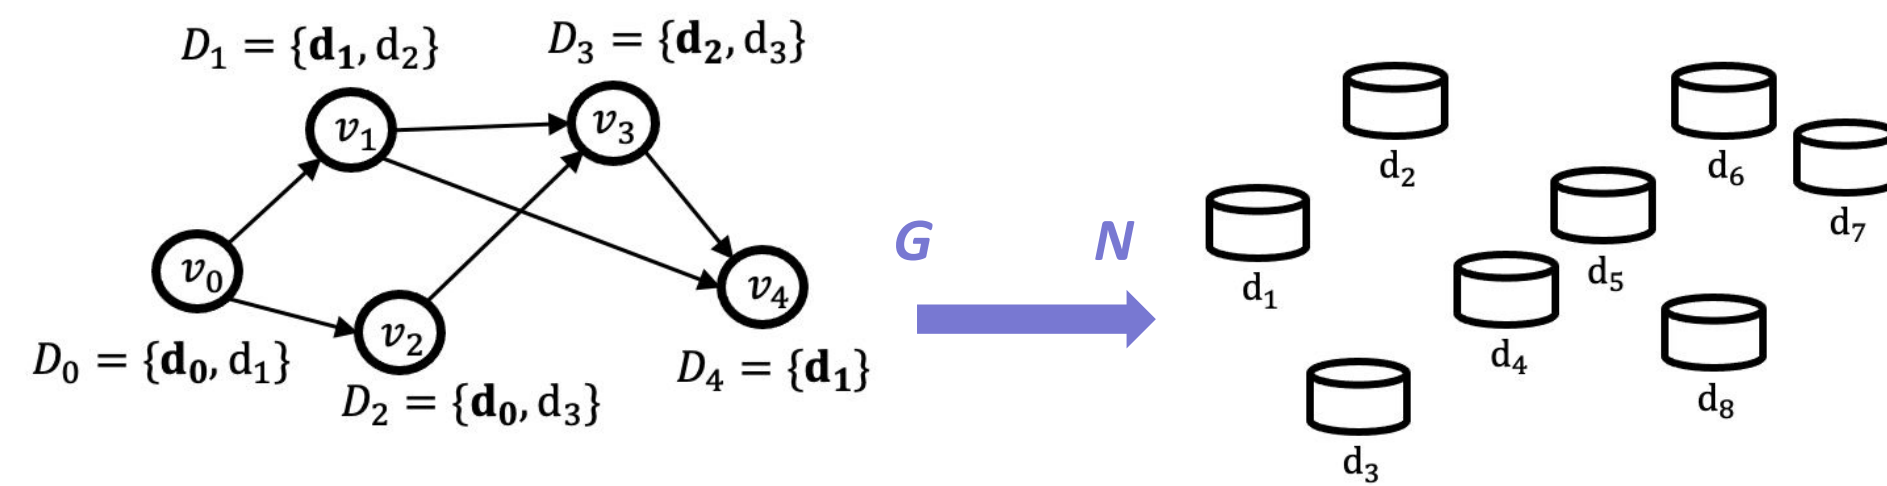 D₁ = {d₁, d₂}
D₃ = {d₂, d₃}
v₁
v₃
v₀
v₂
v₄
D₀ = {d₀, d₁}
D₂ = {d₀, d₃}
D₄ = {d₁}
G
N
d₂
d₆
d₇
d₁
d₅
d₄
d₈
d₃